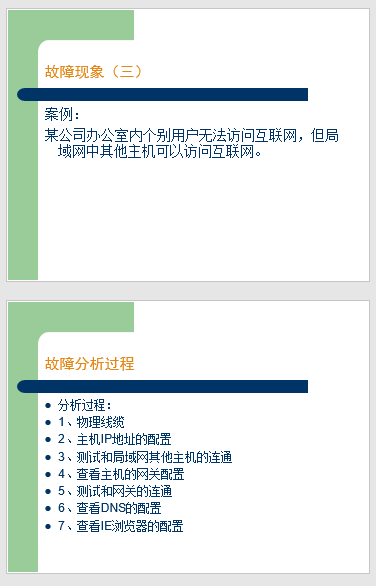 故障现象（三）
案例：
某公司办公室内个别用户无法访问互联网，但局
域网中其他主机可以访问互联网。
故障分析过程
● 分析过程：
● 1、物理线缆
● 2、主机IP地址的配置
● 3、测试和局域网其他主机的连通
● 4、查看主机的网关配置
● 5、测试和网关的连通
● 6、查看DNS的配置
● 7、查看IE浏览器的配置